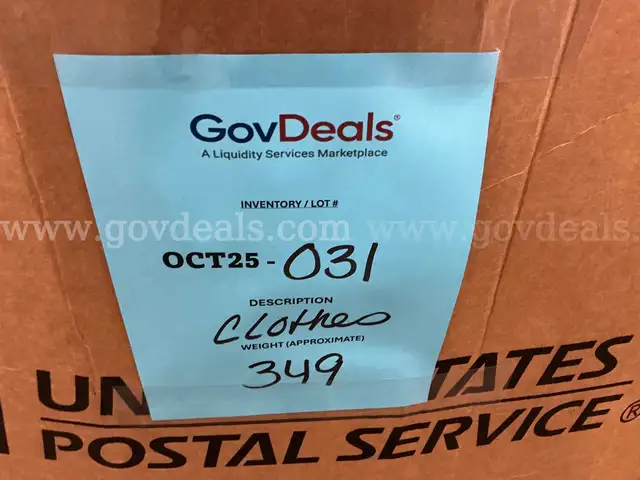 GovDeals®
A Liquidity Services Marketplace
INVENTORY / LOT #
www.govdeals.com www.govdeals.
OCT25 - 031
DESCRIPTION
Clothes
WEIGHT (APPROXIMATE)
349
UN TATES
POSTAL SERVICE®